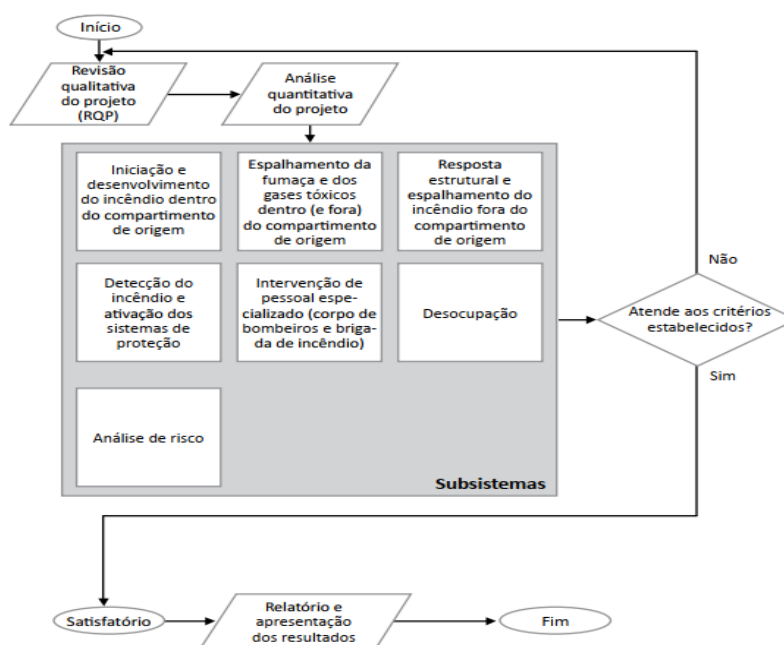 Início
Revisão
qualitativa
do projeto
(RQP)
Análise
quantitativa
do projeto
Iniciação e
desenvolvimento
do incêndio dentro
do compartimento
de origem
Espalhamento da
fumaça e dos
gases tóxicos
dentro (e fora)
do compartimento
de origem
Resposta
estrutural e
espalhamento do
incêndio fora do
compartimento
de origem
Detecção do
incêndio e
ativação dos
sistemas de
proteção
Intervenção de
pessoal espe-
cializado (corpo de
bombeiros e briga-
da de incêndio)
Desocupação
Análise de risco
Subsistemas
Não
Atende aos critérios
estabelecidos?
Sim
Satisfatório
Relatório e
apresentação
dos resultados
Fim